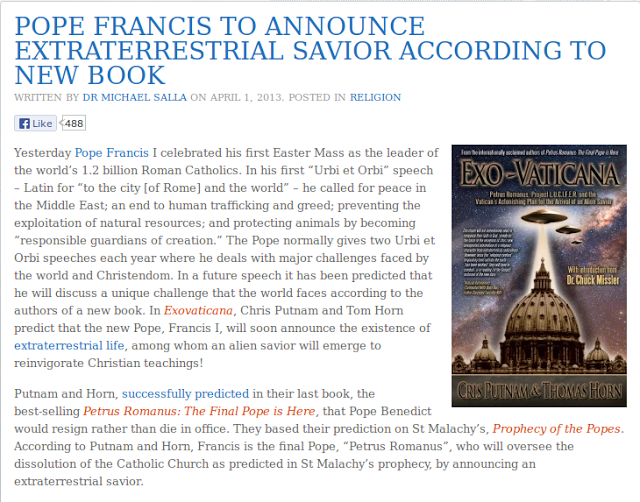 POPE FRANCIS TO ANNOUNCE
EXTRATERRESTRIAL SAVIOR ACCORDING TO
NEW BOOK
WRITTEN BY DR MICHAEL SALLA ON APRIL 1, 2013. POSTED IN RELIGION
Like 488
Yesterday Pope Francis I celebrated his first Easter Mass as the leader of
the world's 1.2 billion Roman Catholics. In his first “Urbi et Orbi” speech
– Latin for “to the city [of Rome] and the world” – he called for peace in
the Middle East; an end to human trafficking and greed; preventing the
exploitation of natural resources; and protecting animals by becoming
“responsible guardians of creation.” The Pope normally gives two Urbi et
Orbi speeches each year where he deals with major challenges faced by
the world and Christendom. In a future speech it has been predicted that
he will discuss a unique challenge that the world faces according to the
authors of a new book. In Exovaticana, Chris Putnam and Tom Horn
predict that the new Pope, Francis I, will soon announce the existence of
extraterrestrial life, among whom an alien savior will emerge to
reinvigorate Christian teachings!
From the internationally acclaimed authors of Petrus Romanus: The Final Pope is Here
EXO-VATICANA
Petrus Romanus, Project L.U.C.I.F.E.R. and the
Vatican's Astonishing Plan for the Arrival of an Alien Savior
With introduction from
Dr. Chuck Missler
CRIS PUTNAM & THOMAS HORN
Putnam and Horn, successfully predicted in their last book, the
best-selling Petrus Romanus: The Final Pope is Here, that Pope Benedict
would resign rather than die in office. They based their prediction on St Malachy's, Prophecy of the Popes.
According to Putnam and Horn, Francis is the final Pope, “Petrus Romanus”, who will oversee the
dissolution of the Catholic Church as predicted in St Malachy's prophecy, by announcing an
extraterrestrial savior.